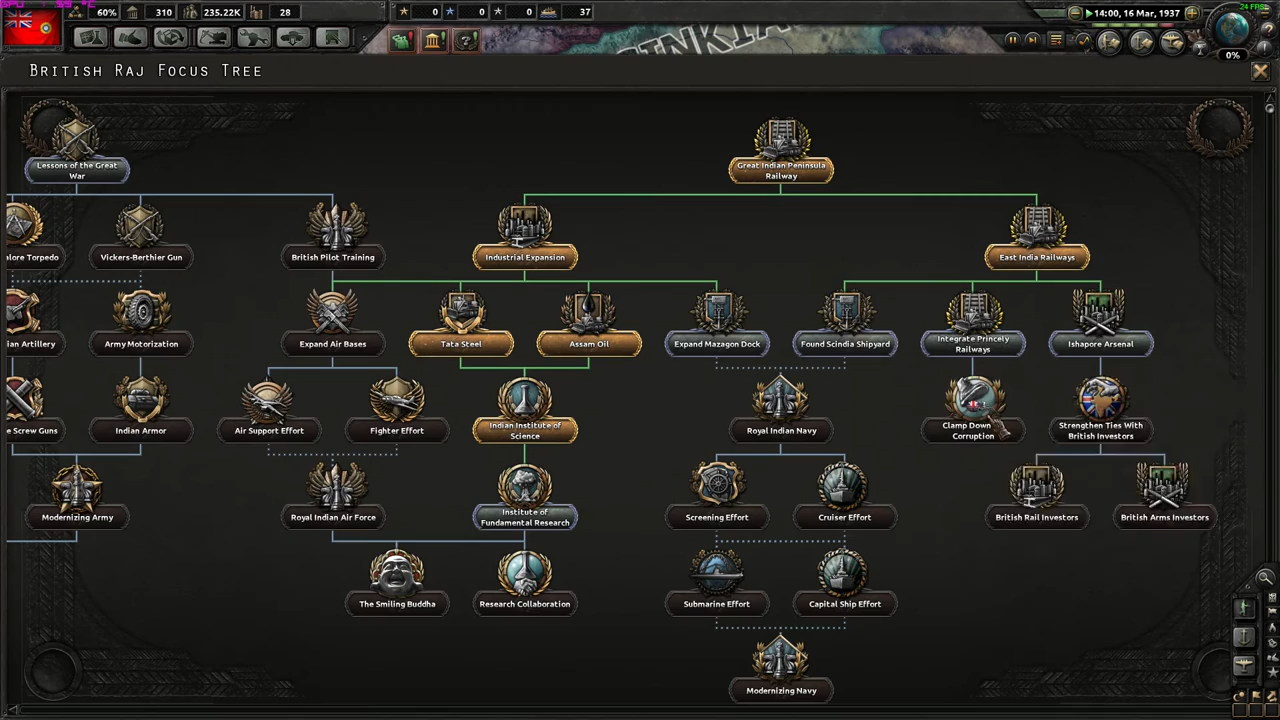 60% 310 235.22K 28 0 0 0 37 14:00, 16 Mar, 1937
24 FPS
0%
BRITISH RAJ FOCUS TREE
Lessons of the Great
War
Great Indian Peninsula
Railway
alore Torpedo
Vickers-Berthier Gun
British Pilot Training
Industrial Expansion
East India Railways
ian Artillery
Army Motorization
Expand Air Bases
Tata Steel
Assam Oil
Expand Mazagon Dock
Found Scindia Shipyard
Integrate Princely
Railways
Ishapore Arsenal
e Screw Guns
Indian Armor
Air Support Effort
Fighter Effort
Indian Institute of
Science
Royal Indian Navy
Clamp Down
Corruption
Strengthen Ties With
British Investors
Modernizing Army
Royal Indian Air Force
Institute of
Fundamental Research
Screening Effort
Cruiser Effort
British Rail Investors
British Arms Investors
The Smiling Buddha
Research Collaboration
Submarine Effort
Capital Ship Effort
Modernizing Navy